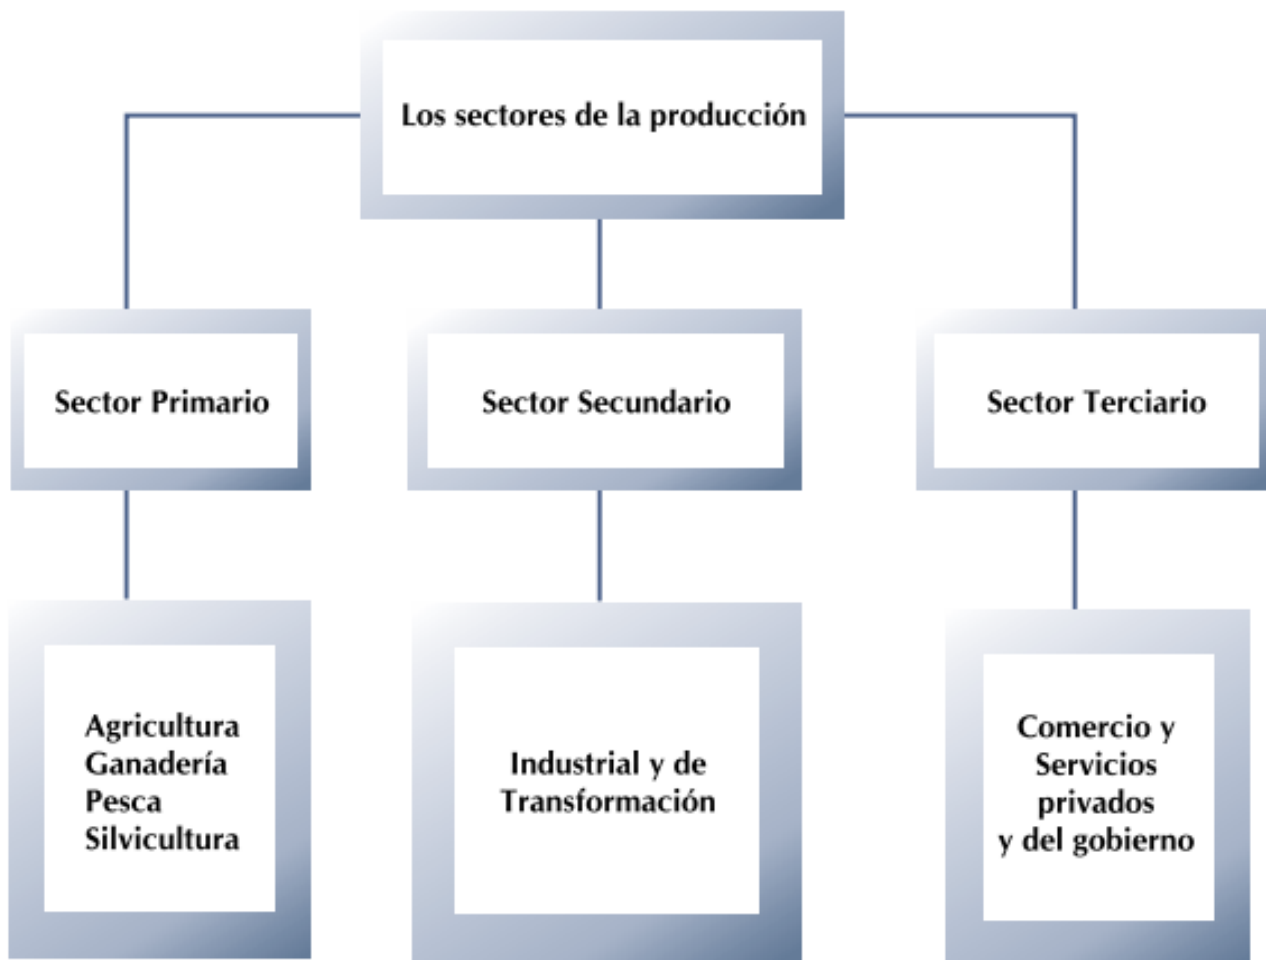 Los sectores de la producción
Sector Primario
Sector Secundario
Sector Terciario
Agricultura
Ganadería
Pesca
Silvicultura
Industrial y de
Transformación
Comercio y
Servicios
privados
y del gobierno